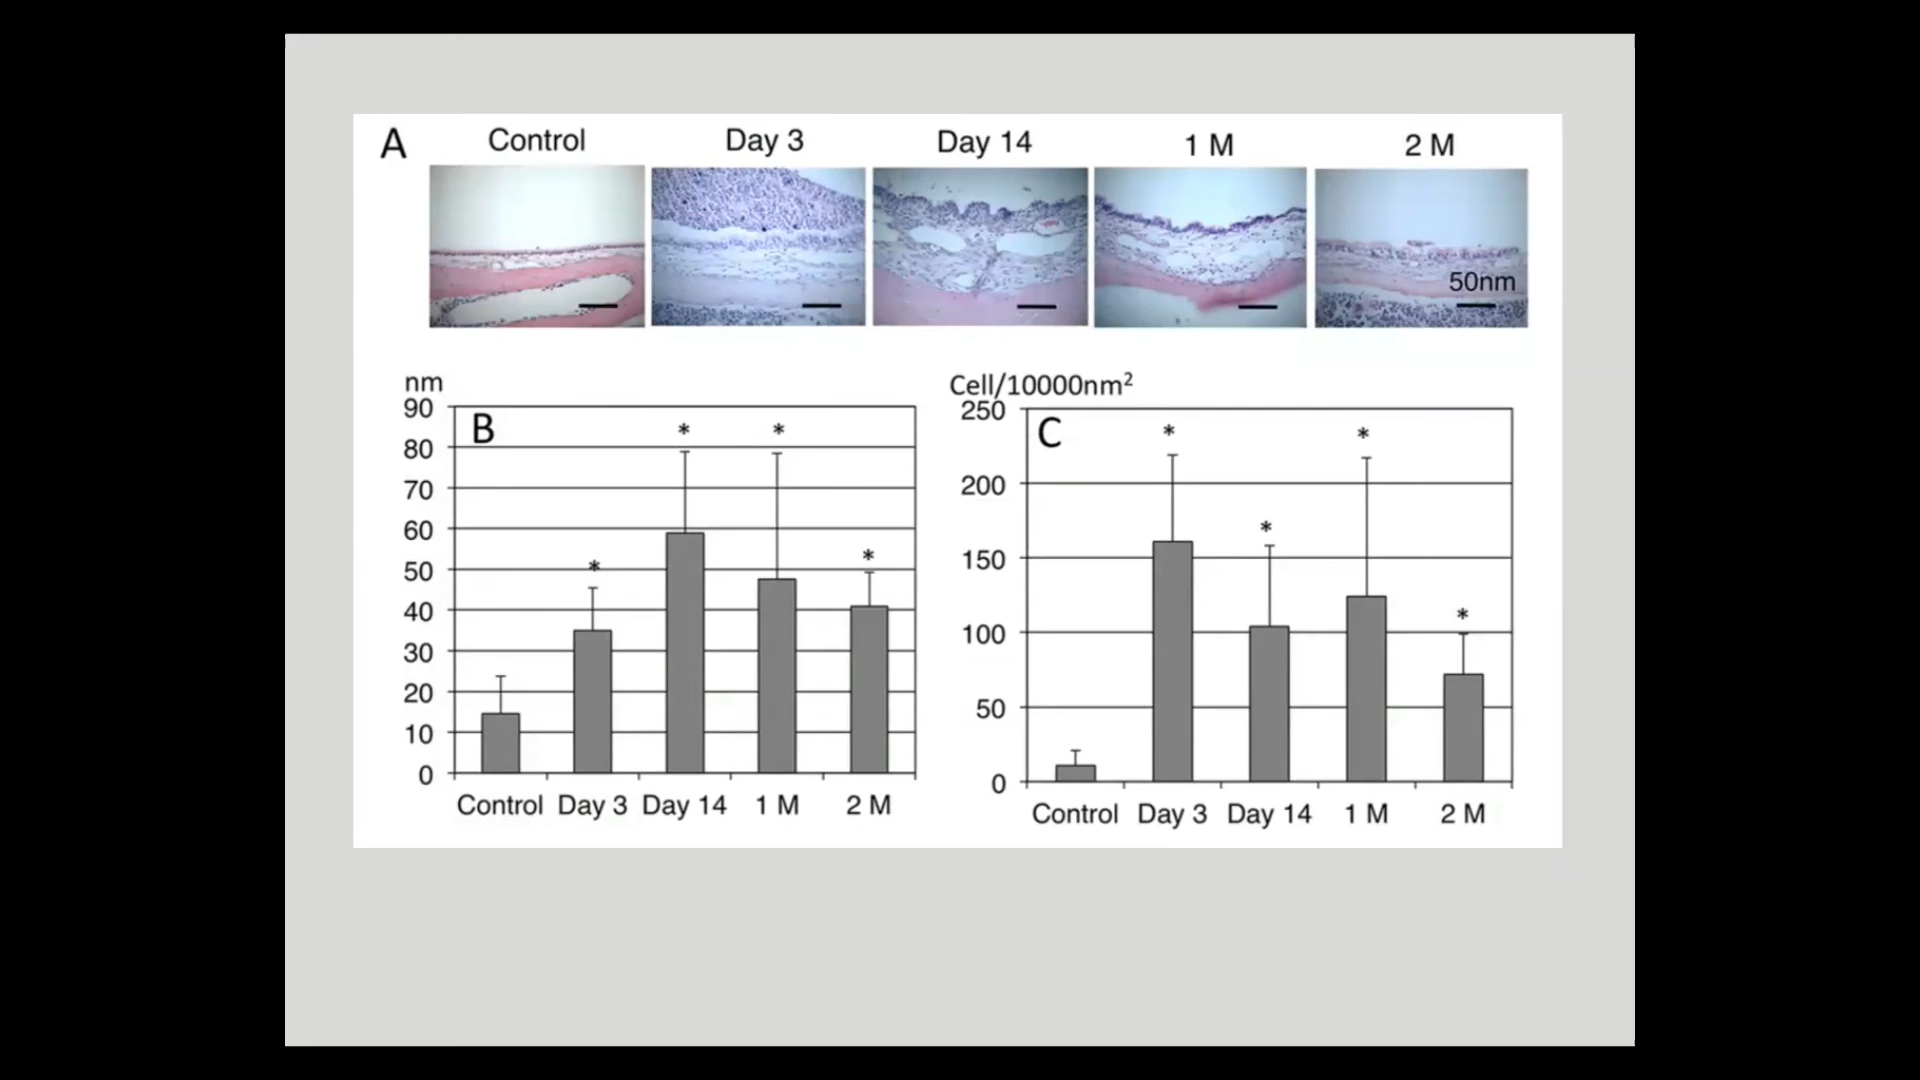 A
Control
Day 3
Day 14
1 M
2 M
50nm
nm
90
80
70
60
50
40
30
20
10
0
B
*
*
*
*
Control Day 3 Day 14 1 M 2 M
Cell/10000nm²
250
200
150
100
50
0
C
*
*
*
*
Control Day 3 Day 14 1 M 2 M